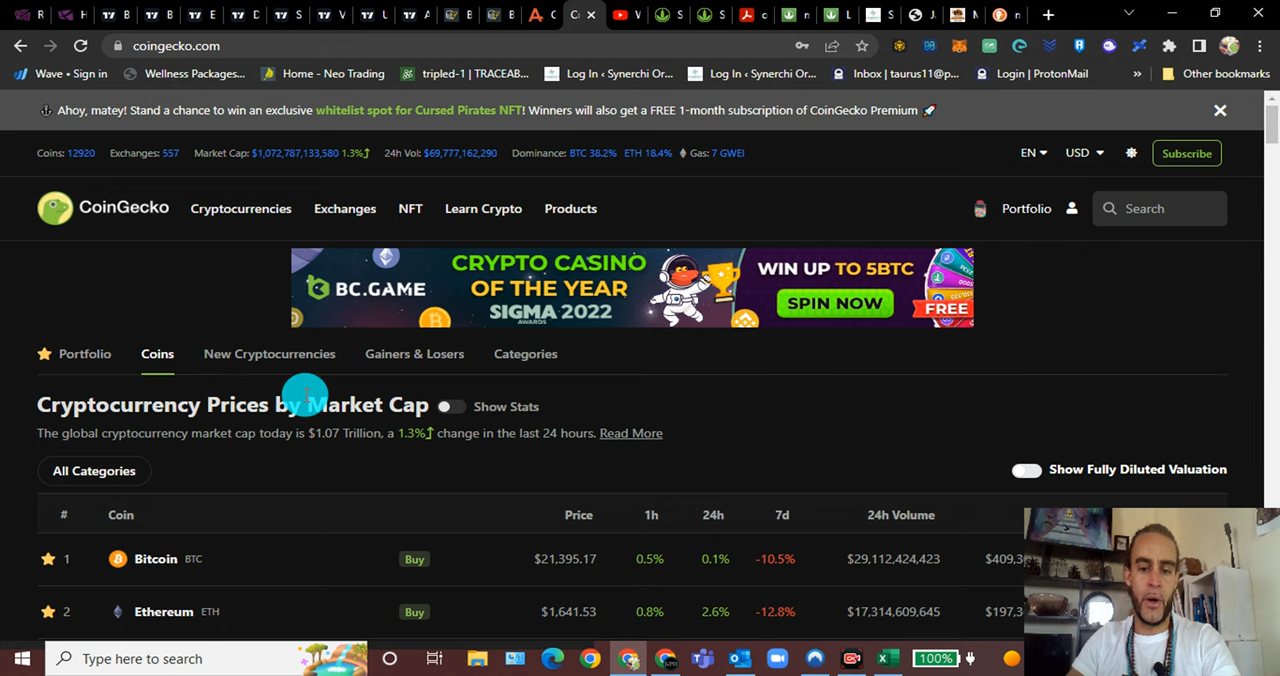 R
H
B
B
E
D
S
V
U
A
B
B
C
C
S
S
c
n
L
S
J
M
n
coingecko.com
Wave • Sign in
Wellness Packages...
Home - Neo Trading
tripled-1 | TRACEAB...
Log In ‹ Synerchi Or...
Log In ‹ Synerchi Or...
Inbox | taurus11@p...
Login | ProtonMail
»
Other bookmarks
Ahoy, matey! Stand a chance to win an exclusive whitelist spot for Cursed Pirates NFT! Winners will also get a FREE 1-month subscription of CoinGecko Premium
Coins: 12920 Exchanges: 557 Market Cap: $1,072,787,133,580 1.3% 24h Vol: $69,777,162,290 Dominance: BTC 38.2% ETH 18.4% Gas: 7 GWEI
EN USD Subscribe
CoinGecko Cryptocurrencies Exchanges NFT Learn Crypto Products Portfolio Search
BC.GAME
CRYPTO CASINO
OF THE YEAR
SIGMA 2022
AWARDS
WIN UP TO 5BTC
SPIN NOW
FREE
Portfolio Coins New Cryptocurrencies Gainers & Losers Categories
Cryptocurrency Prices by Market Cap Show Stats
The global cryptocurrency market cap today is $1.07 Trillion, a 1.3% change in the last 24 hours. Read More
All Categories Show Fully Diluted Valuation
# Coin Price 1h 24h 7d 24h Volume
1 Bitcoin BTC Buy $21,395.17 0.5% 0.1% -10.5% $29,112,424,423 $409,3
2 Ethereum ETH Buy $1,641.53 0.8% 2.6% -12.8% $17,314,609,645 $197,3
Type here to search
100%